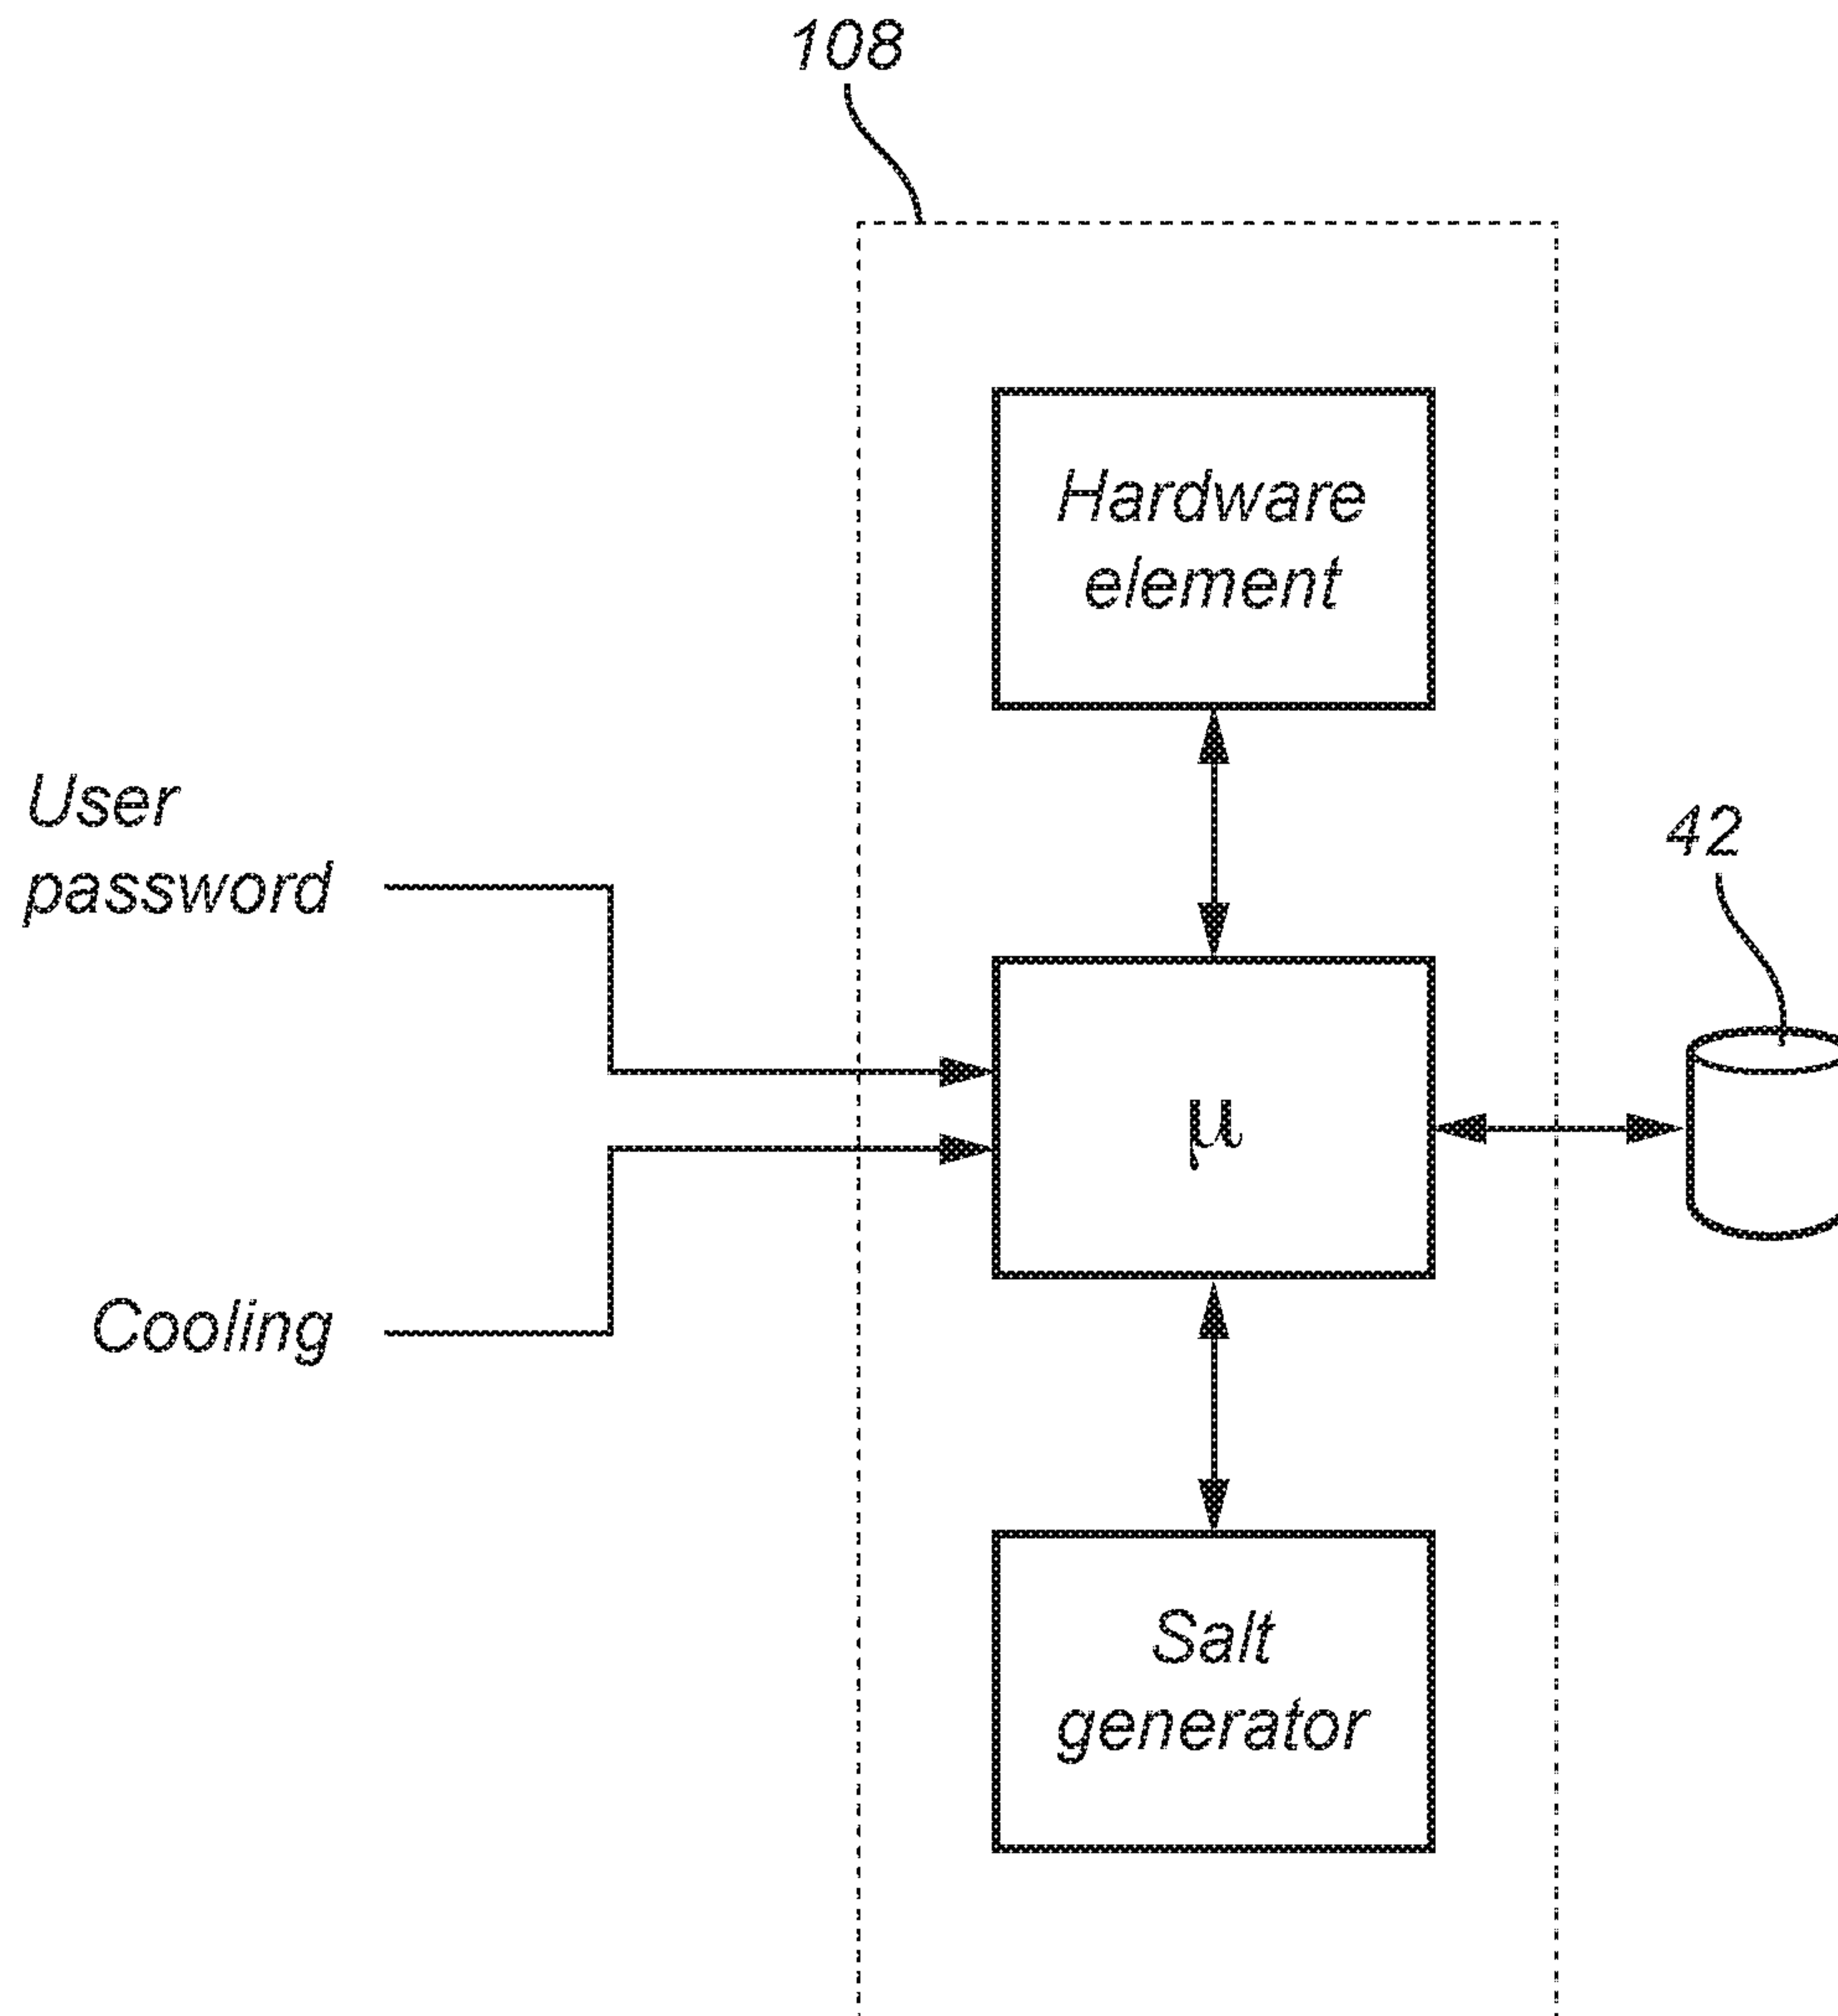 108
Hardware
element
User
password
42
μ
Cooling
Salt
generator